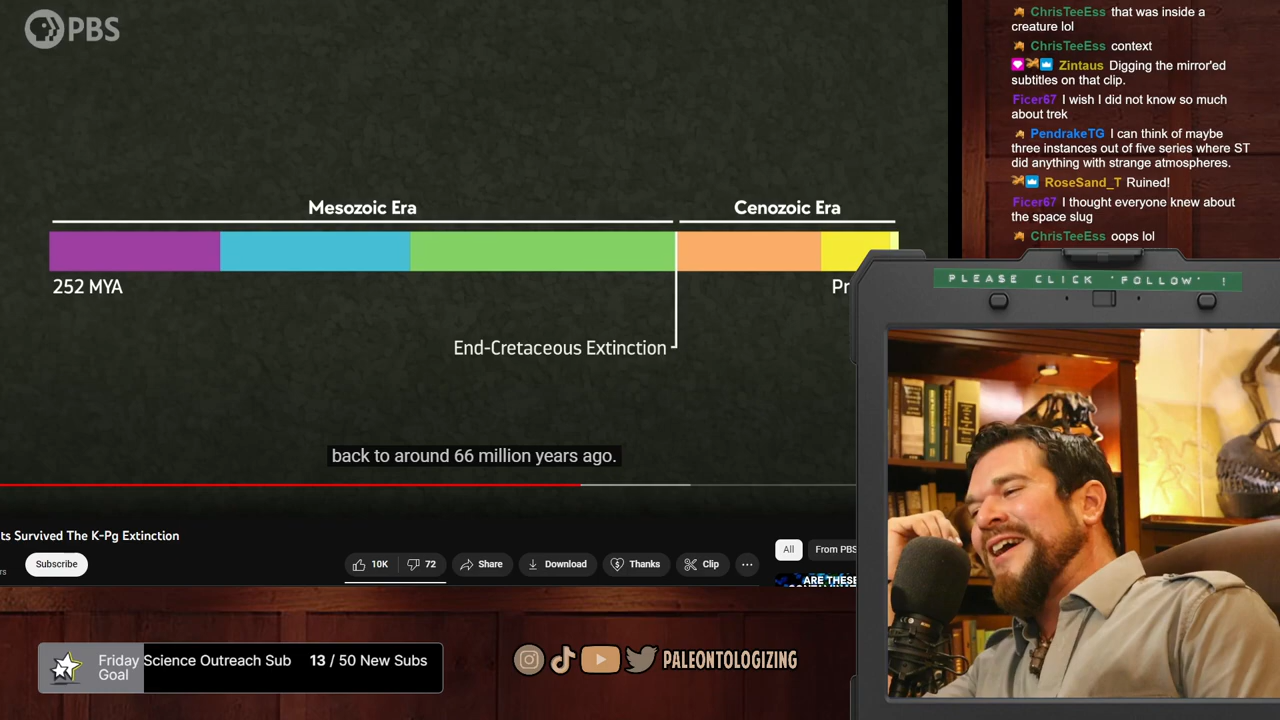 PBS
Mesozoic Era
Cenozoic Era
252 MYA
Pr
End-Cretaceous Extinction
back to around 66 million years ago.
ts Survived The K-Pg Extinction
rs
Subscribe
10K
72
Share
Download
Thanks
Clip
All
From PBS
ARE THESE
ChrisTeeEss that was inside a
creature lol
ChrisTeeEss context
Zintaus Digging the mirror'ed
subtitles on that clip.
Ficer67 I wish I did not know so much
about trek
PendrakeTG I can think of maybe
three instances out of five series where ST
did anything with strange atmospheres.
RoseSand_T Ruined!
Ficer67 I thought everyone knew about
the space slug
ChrisTeeEss oops lol
PLEASE CLICK 'FOLLOW' !
Friday Science Outreach Sub
Goal
13 / 50 New Subs
PALEONTOLOGIZING